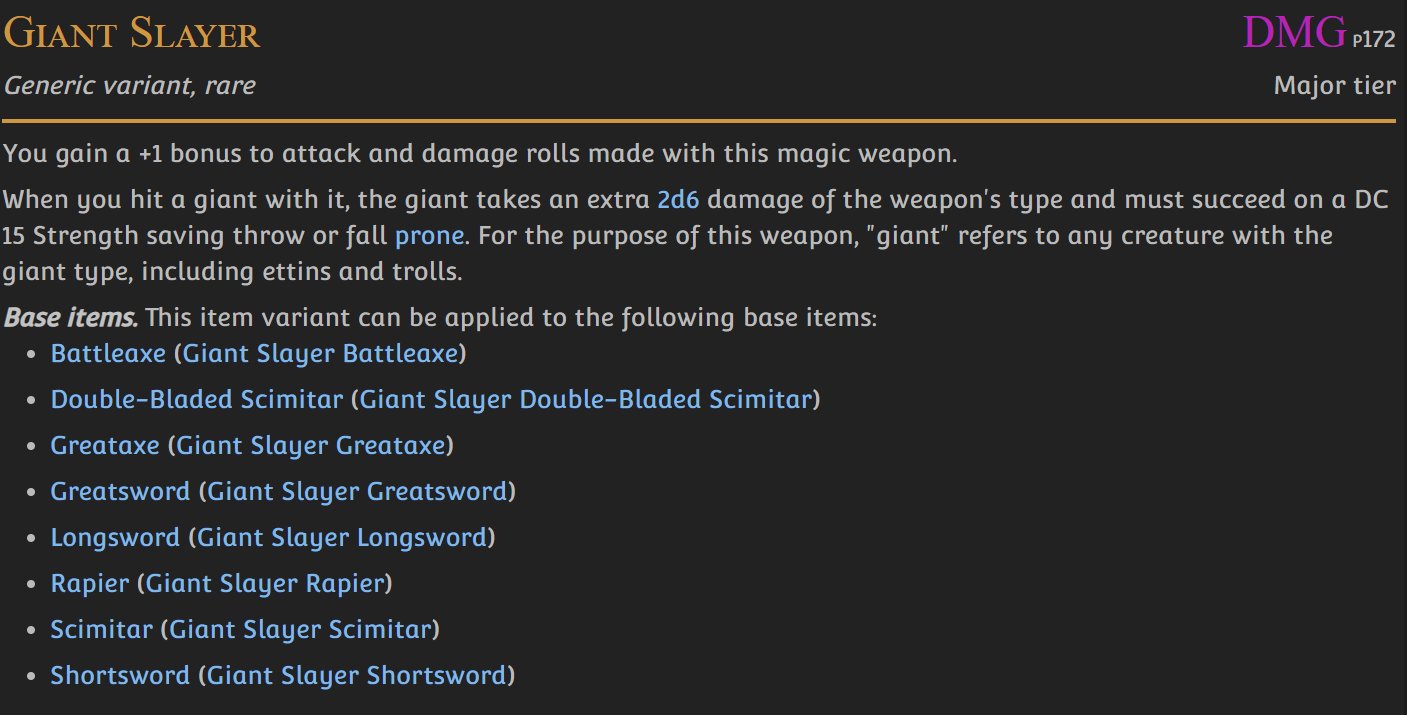 Giant Slayer
DMG p172
Generic variant, rare
Major tier
You gain a +1 bonus to attack and damage rolls made with this magic weapon.
When you hit a giant with it, the giant takes an extra 2d6 damage of the weapon's type and must succeed on a DC
15 Strength saving throw or fall prone. For the purpose of this weapon, "giant" refers to any creature with the
giant type, including ettins and trolls.
Base items. This item variant can be applied to the following base items:
• Battleaxe (Giant Slayer Battleaxe)
• Double-Bladed Scimitar (Giant Slayer Double-Bladed Scimitar)
• Greataxe (Giant Slayer Greataxe)
• Greatsword (Giant Slayer Greatsword)
• Longsword (Giant Slayer Longsword)
• Rapier (Giant Slayer Rapier)
• Scimitar (Giant Slayer Scimitar)
• Shortsword (Giant Slayer Shortsword)